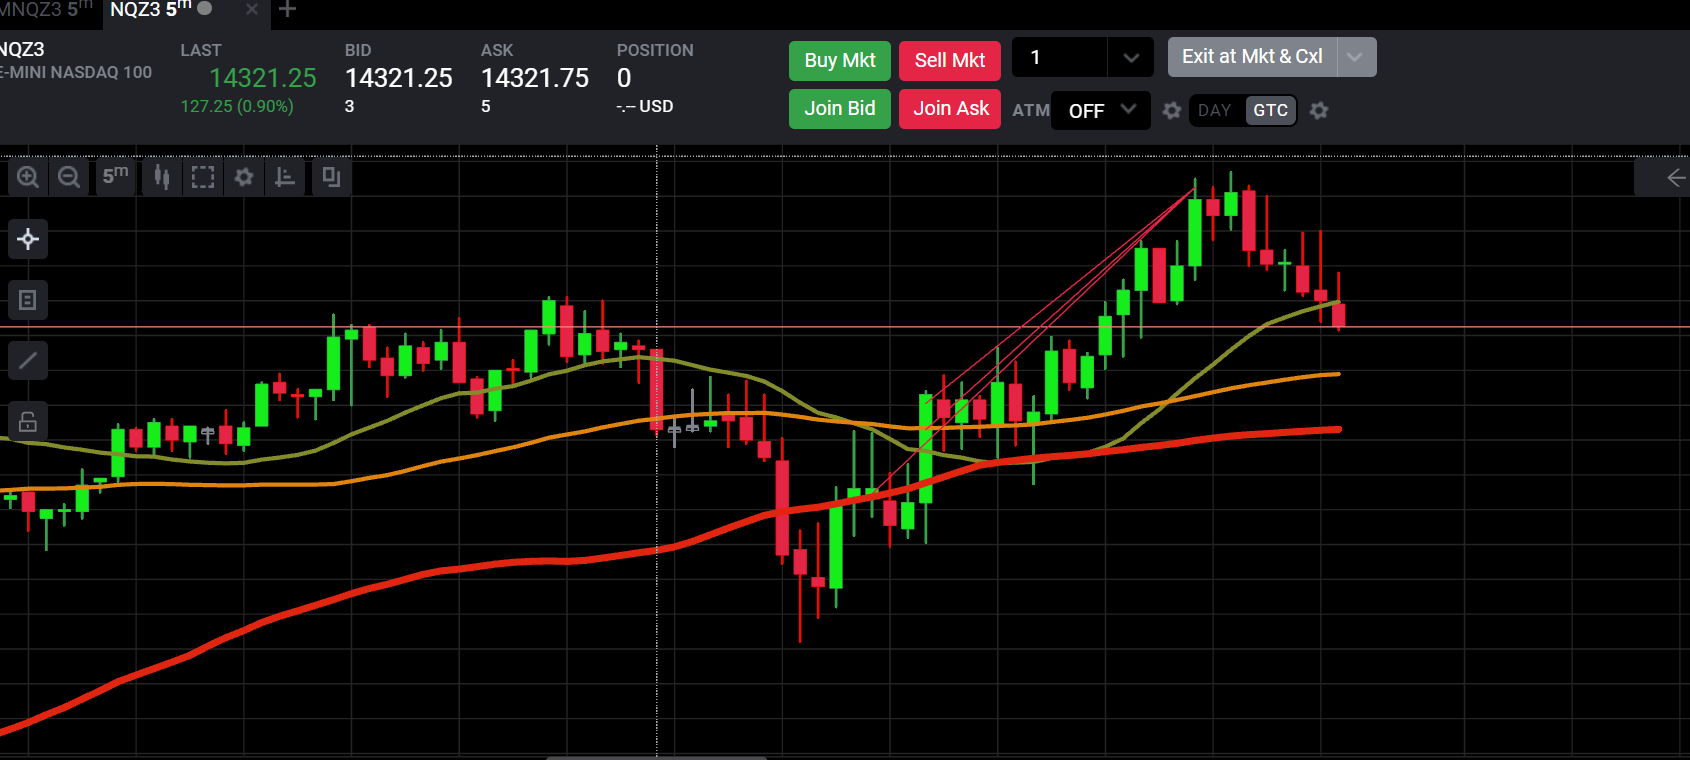 MNQZ3 5m
NQZ3 5m
NQZ3
E-MINI NASDAQ 100
LAST
14321.25
127.25 (0.90%)
BID
14321.25
3
ASK
14321.75
5
POSITION
0
-.-- USD
Buy Mkt
Sell Mkt
1
Exit at Mkt & Cxl
Join Bid
Join Ask
ATM
OFF
DAY
GTC
5m